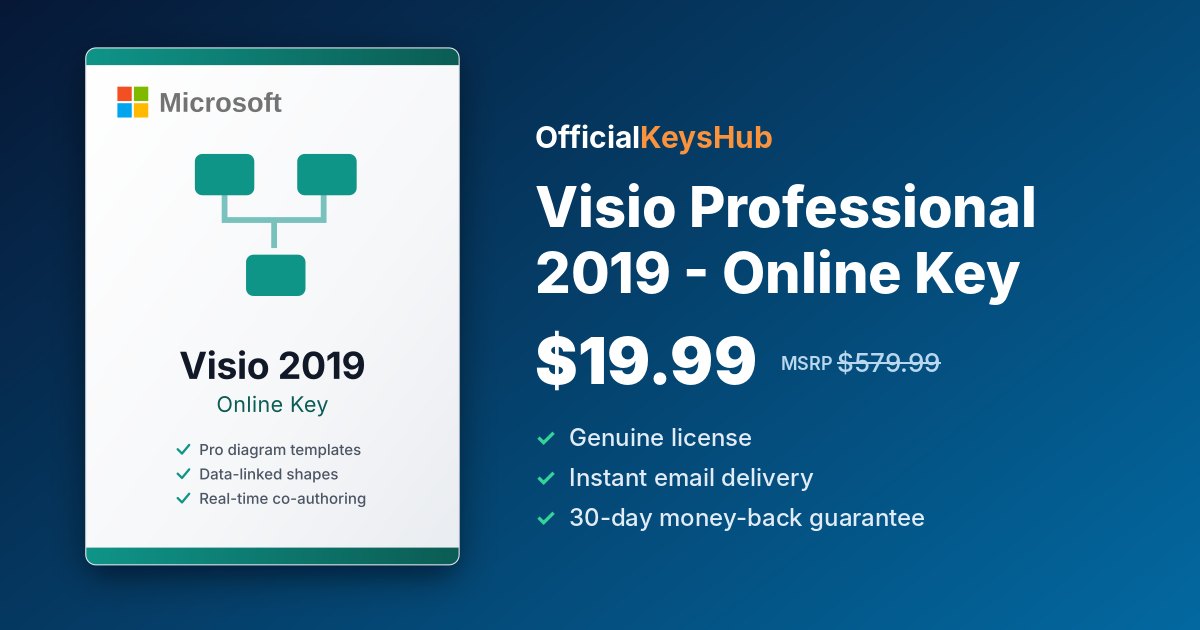 Microsoft
Visio 2019
Online Key
Pro diagram templates
Data-linked shapes
Real-time co-authoring
OfficialKeysHub
Visio Professional
2019 - Online Key
$19.99 MSRP $579.99
Genuine license
Instant email delivery
30-day money-back guarantee